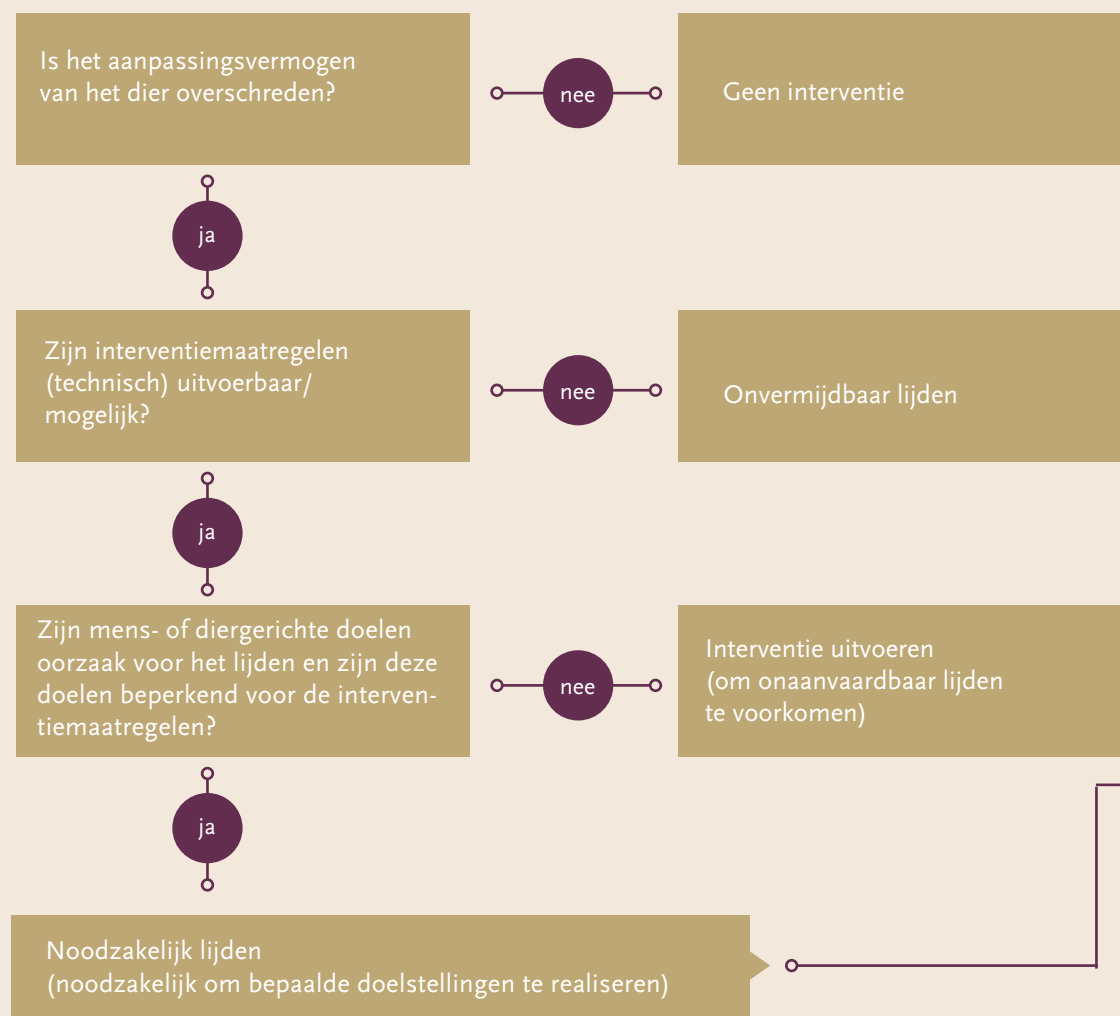 Is het aanpassingsvermogen
van het dier overschreden?
nee
Geen interventie
ja
Zijn interventiemaatregelen
(technisch) uitvoerbaar/
mogelijk?
nee
Onvermijdbaar lijden
ja
Zijn mens- of diergerichte doelen
oorzaak voor het lijden en zijn deze
doelen beperkend voor de interven-
tiemaatregelen?
nee
Interventie uitvoeren
(om onaanvaardbaar lijden
te voorkomen)
ja
Noodzakelijk lijden
(noodzakelijk om bepaalde doelstellingen te realiseren)